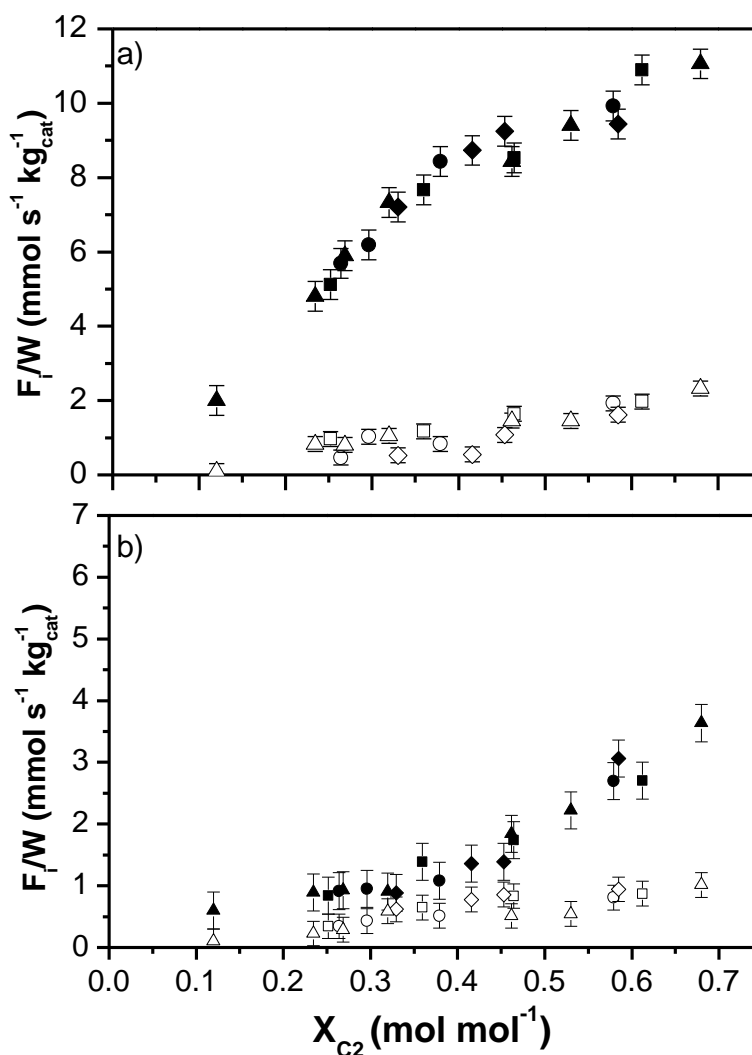 a)
12
10
8
6
4
2
0
F_i/W (mmol s^-1 kg_cat^-1)
b)
7
6
5
4
3
2
1
0
F_i/W (mmol s^-1 kg_cat^-1)
0.0 0.1 0.2 0.3 0.4 0.5 0.6 0.7
X_C2 (mol mol^-1)